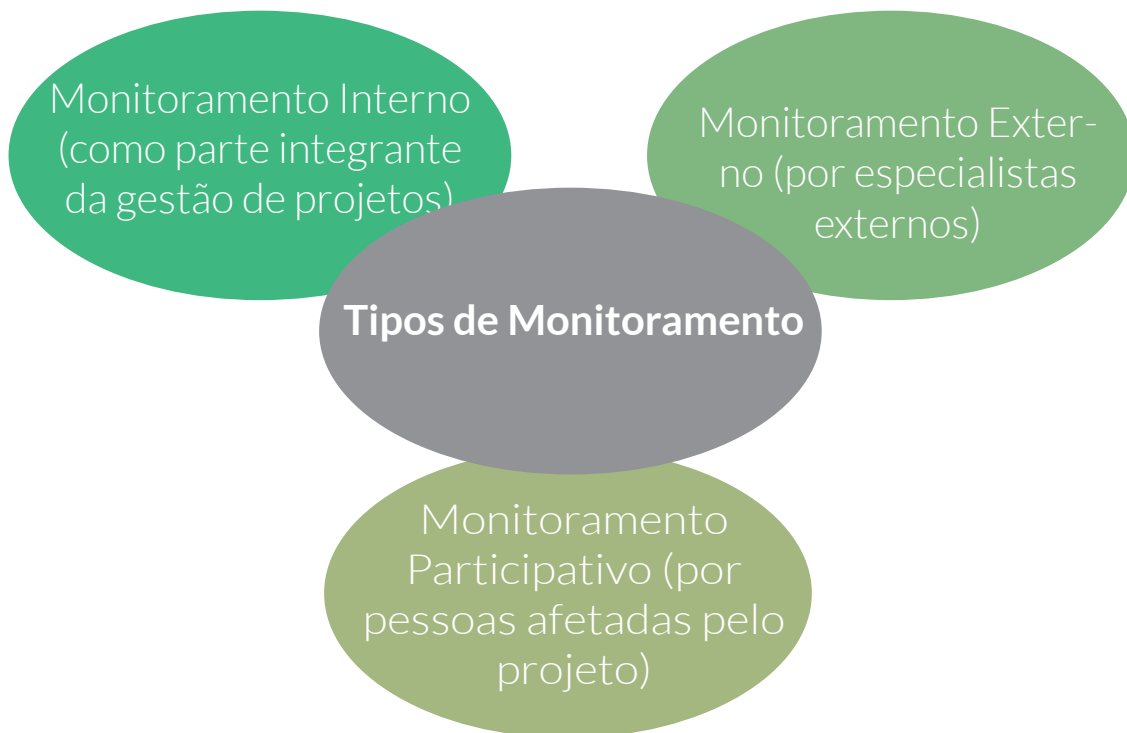 Monitoramento Interno
(como parte integrante
da gestão de projetos)
Monitoramento Exter-
no (por especialistas
externos)
Tipos de Monitoramento
Monitoramento
Participativo (por
pessoas afetadas pelo
projeto)